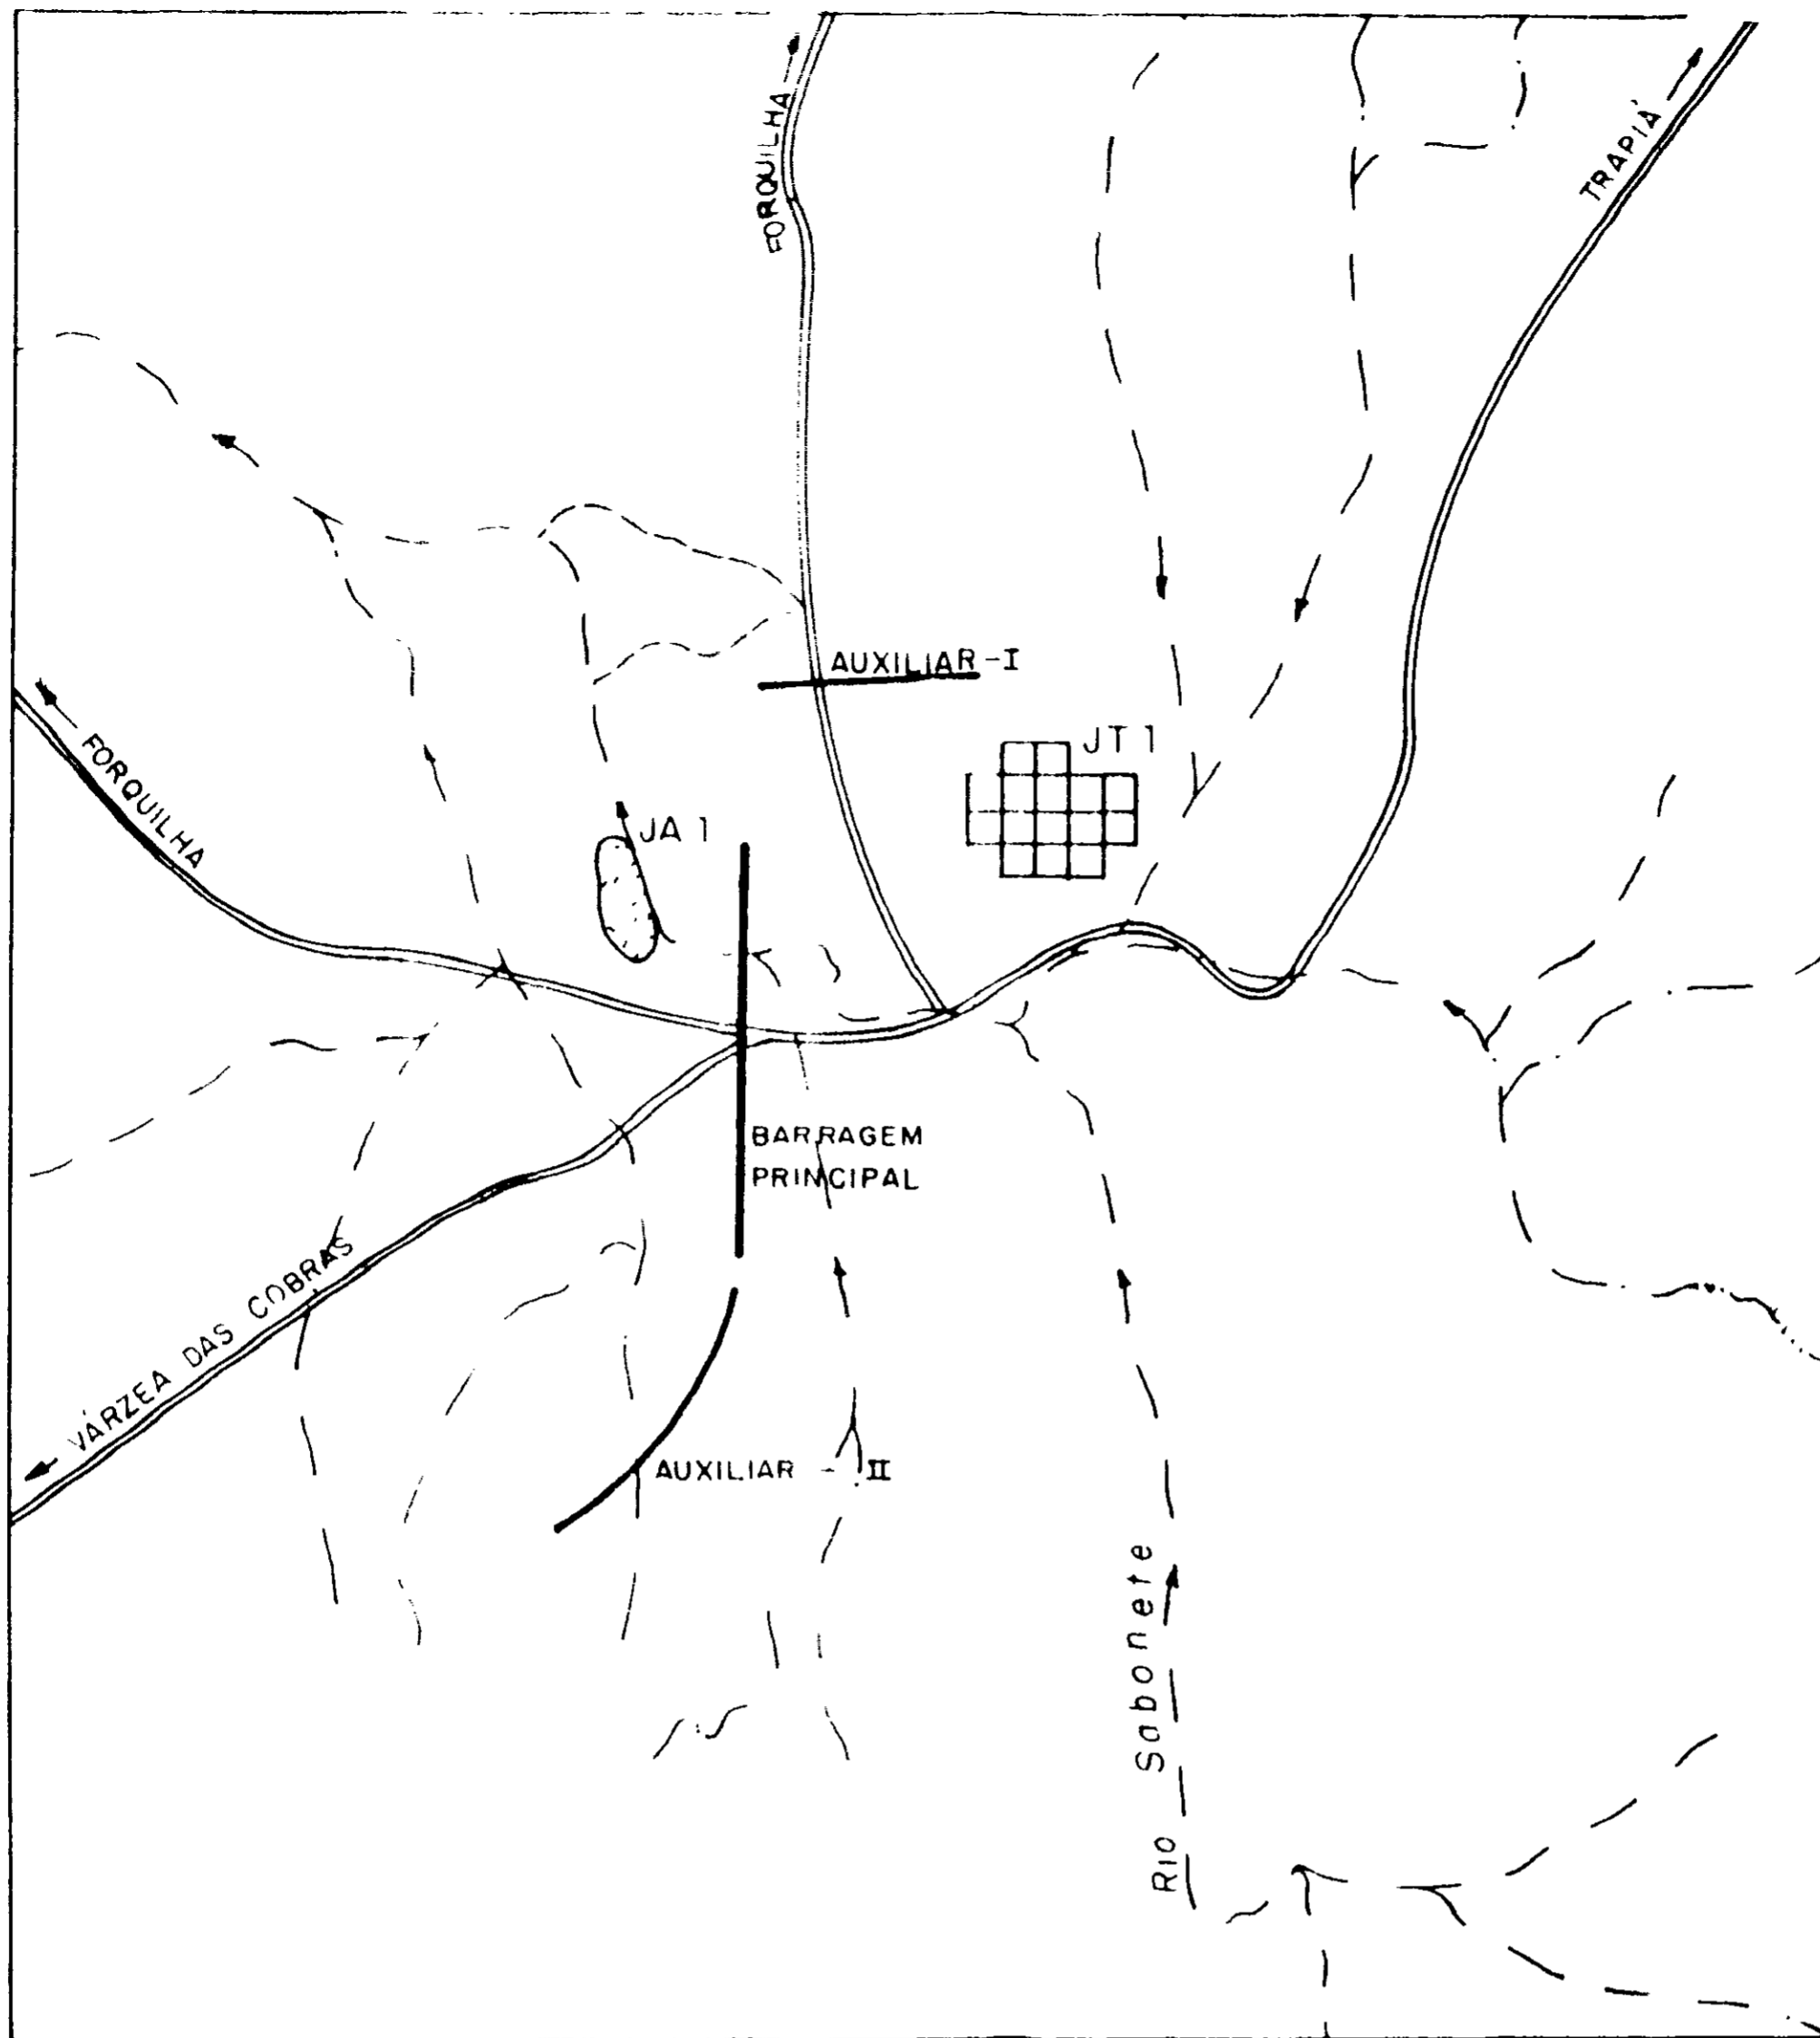 FORQUILHA
TRAPIÁ
AUXILIAR-I
JT 1
FORQUILHA
JA 1
BARRAGEM
PRINCIPAL
VÁRZEA DAS COBRAS
AUXILIAR - II
RIO Sabonete